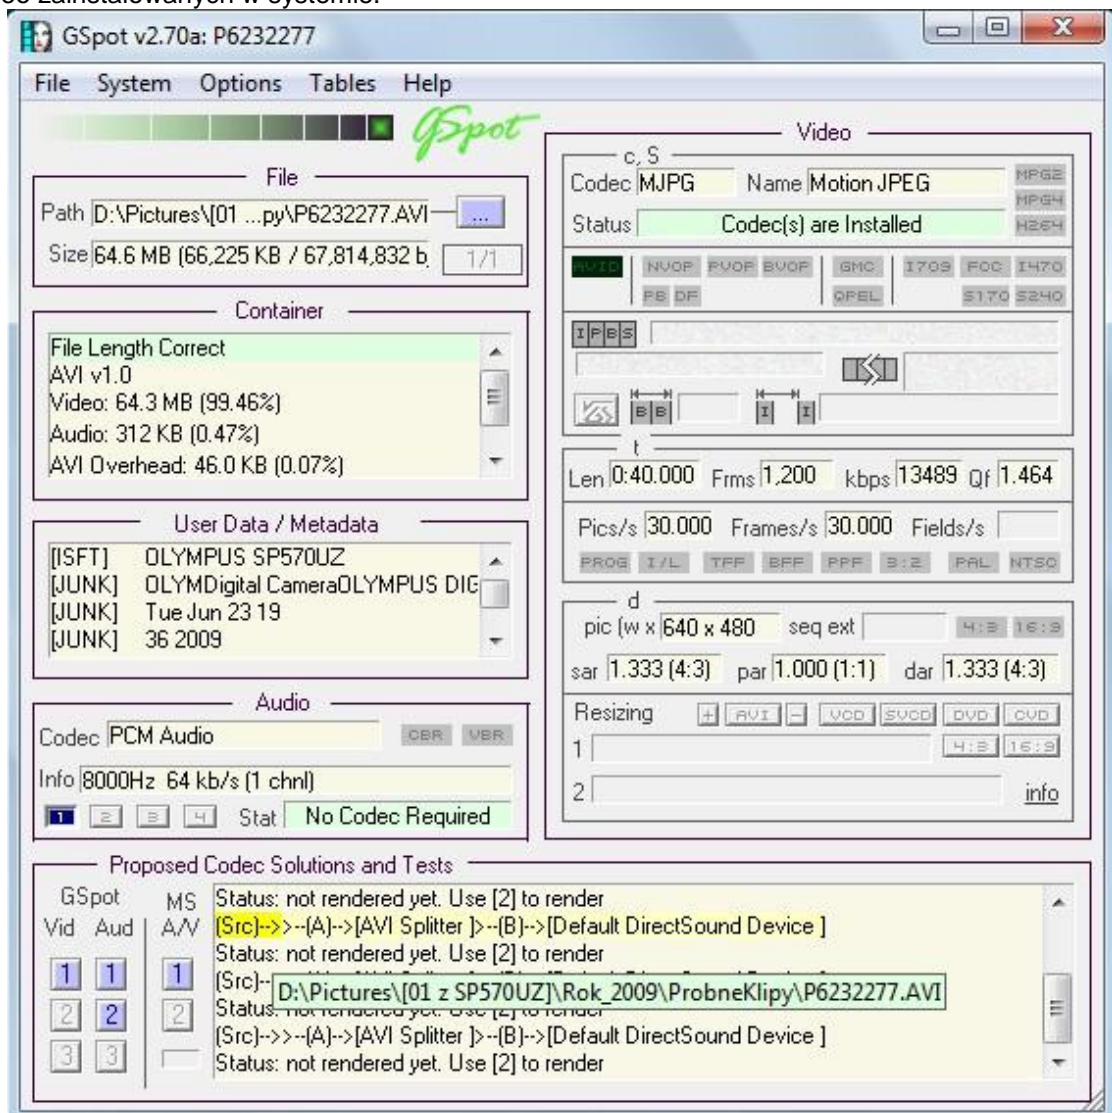 zainstalowanych w systemie.
GSpot v2.70a: P6232277
File System Options Tables Help
GSpot
File
Path D:\Pictures\[01 ...py\P6232277.AVI ...
Size 64.6 MB (66,225 KB / 67,814,832 b 1/1
Container
File Length Correct
AVI v1.0
Video: 64.3 MB (99.46%)
Audio: 312 KB (0.47%)
AVI Overhead: 46.0 KB (0.07%)
User Data / Metadata
[ISFT] OLYMPUS SP570UZ
[JUNK] OLYMDigital CameraOLYMPUS DIG
[JUNK] Tue Jun 23 19
[JUNK] 36 2009
Audio
Codec PCM Audio CBR VBR
Info 8000Hz 64 kb/s (1 chnl)
1 2 3 4 Stat No Codec Required
Video
c, S
Codec MJPG Name Motion JPEG MPG2
MPG4
Status Codec(s) are Installed H264
AVID NVOP PVOP BVOP GMC I709 FCC I470
PB DF QPEL S170 S240
I P B S
B B I I
t
Len 0:40.000 Frms 1,200 kbps 13489 Qf 1.464
Pics/s 30.000 Frames/s 30.000 Fields/s
PROG I/L TFF BFF PPF 3:2 PAL NTSC
d
pic (w x 640 x 480 seq ext 4:3 16:9
sar 1.333 (4:3) par 1.000 (1:1) dar 1.333 (4:3)
Resizing + AVI - VCD SVCD DVD CVD
1 4:3 16:9
2 info
Proposed Codec Solutions and Tests
GSpot MS
Vid Aud A/V
1 1 1
2 2 2
3 3
Status: not rendered yet. Use [2] to render
(Src)-->>--(A)-->[AVI Splitter ]>--(B)-->[Default DirectSound Device ]
Status: not rendered yet. Use [2] to render
(Src)--
D:\Pictures\[01 z SP570UZ]\Rok_2009\ProbneKlipy\P6232277.AVI
Status: not rendered yet. Use [2] to render
(Src)-->>--(A)-->[AVI Splitter ]>--(B)-->[Default DirectSound Device ]
Status: not rendered yet. Use [2] to render